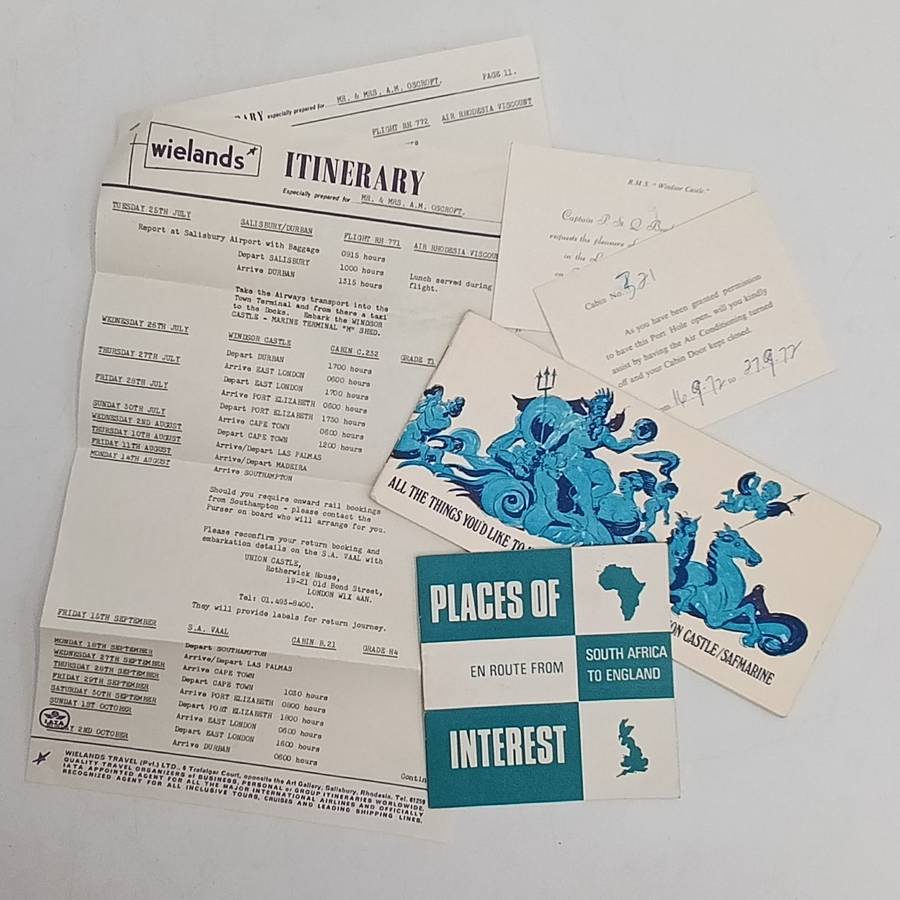 MR. & MRS. A.M. OSCROFT.
PAGE 11.
especially prepared for
FLIGHT RH 772
AIR RHODESIA VISCOUNT
wielands
ITINERARY
Especially prepared for MR. & MRS. A.M. OSCROFT.
TUESDAY 25TH JULY
SALISBURY/DURBAN
FLIGHT RH 771
AIR RHODESIA VISCOUN
Report at Salisbury Airport with Baggage 0915 hours
Depart SALISBURY 1000 hours
Arrive DURBAN 1315 hours
Lunch served during
flight.
Take the Airways transport into the
Town Terminal and from there a taxi
to the Docks. Embark the WINDSOR
CASTLE - MARINE TERMINAL "M" SHED.
WEDNESDAY 26TH JULY
WINDSOR CASTLE
CABIN C.252
GRADE T1
Depart DURBAN 1700 hours
THURSDAY 27TH JULY
Arrive EAST LONDON 0600 hours
Depart EAST LONDON 1700 hours
FRIDAY 28TH JULY
Arrive PORT ELIZABETH 0600 hours
Depart PORT ELIZABETH 1730 hours
SUNDAY 30TH JULY
Arrive CAPE TOWN 0600 hours
WEDNESDAY 2ND AUGUST
Depart CAPE TOWN 1200 hours
THURSDAY 10TH AUGUST
Arrive/Depart LAS PALMAS
FRIDAY 11TH AUGUST
Arrive/Depart MADEIRA
MONDAY 14TH AUGUST
Arrive SOUTHAMPTON
Should you require onward rail bookings
from Southampton - please contact the
Purser on board who will arrange for you.
Please reconfirm your return booking and
embarkation details on the S.A. VAAL with
UNION CASTLE,
Rotherwick House,
19-21 Old Bond Street,
LONDON W1X 4AN.
Tel: 01.493-8400.
They will provide labels for return journey.
FRIDAY 15TH SEPTEMBER
S.A. VAAL
CABIN B.21
GRADE H4
Depart SOUTHAMPTON
MONDAY 18TH SEPTEMBER
Arrive/Depart LAS PALMAS
WEDNESDAY 27TH SEPTEMBER
Arrive CAPE TOWN
THURSDAY 28TH SEPTEMBER
Depart CAPE TOWN
FRIDAY 29TH SEPTEMBER
Arrive PORT ELIZABETH
SATURDAY 30TH SEPTEMBER
Depart PORT ELIZABETH
SUNDAY 1ST OCTOBER
Arrive EAST LONDON
Depart EAST LONDON
2ND OCTOBER
Arrive DURBAN
0600 hours
IATA
Contin
WIELANDS TRAVEL (Pvt.) LTD., 6 Trafalgar Court, opposite the Art Gallery, Salisbury, Rhodesia, Tel. 61259
QUALITY TRAVEL ORGANIZERS of BUSINESS, PERSONAL or GROUP ITINERARIES WORLDWIDE,
IATA APPOINTED AGENT FOR ALL THE MAJOR INTERNATIONAL AIRLINES AND OFFICIALLY
RECOGNIZED AGENT FOR ALL INCLUSIVE TOURS, CRUISES AND LEADING SHIPPING LINES.
R.M.S. "Windsor Castle"
Captain P. St. Q.
requests the pleasure of
in the
on
Cabin No. 321
As you have been granted permission
to have this Port Hole open, will you kindly
assist by having the Air Conditioning turned
off and your Cabin Door kept closed.
16.9.72 to 27.9.72
ALL THE THINGS YOU'D LIKE TO
ON CASTLE/SAFMARINE
PLACES OF
EN ROUTE FROM
SOUTH AFRICA
TO ENGLAND
INTEREST